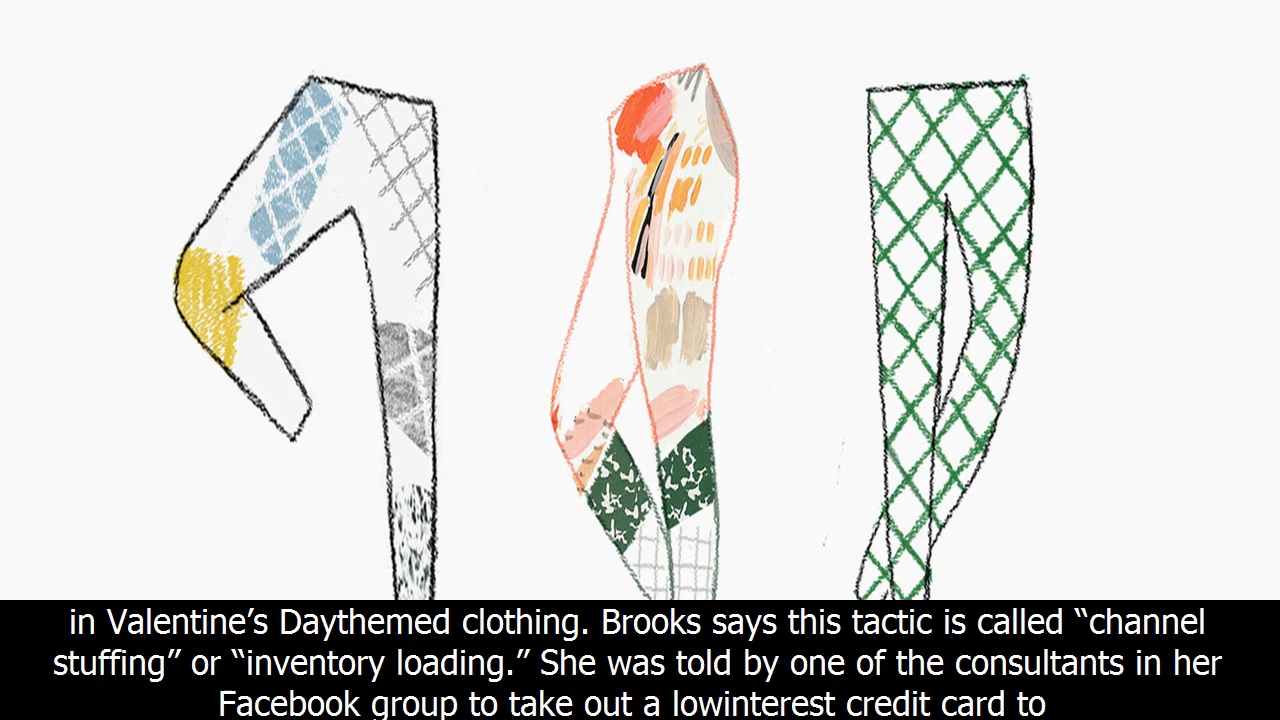 in Valentine’s Daythemed clothing. Brooks says this tactic is called “channel
stuffing” or “inventory loading.” She was told by one of the consultants in her
Facebook group to take out a lowinterest credit card to